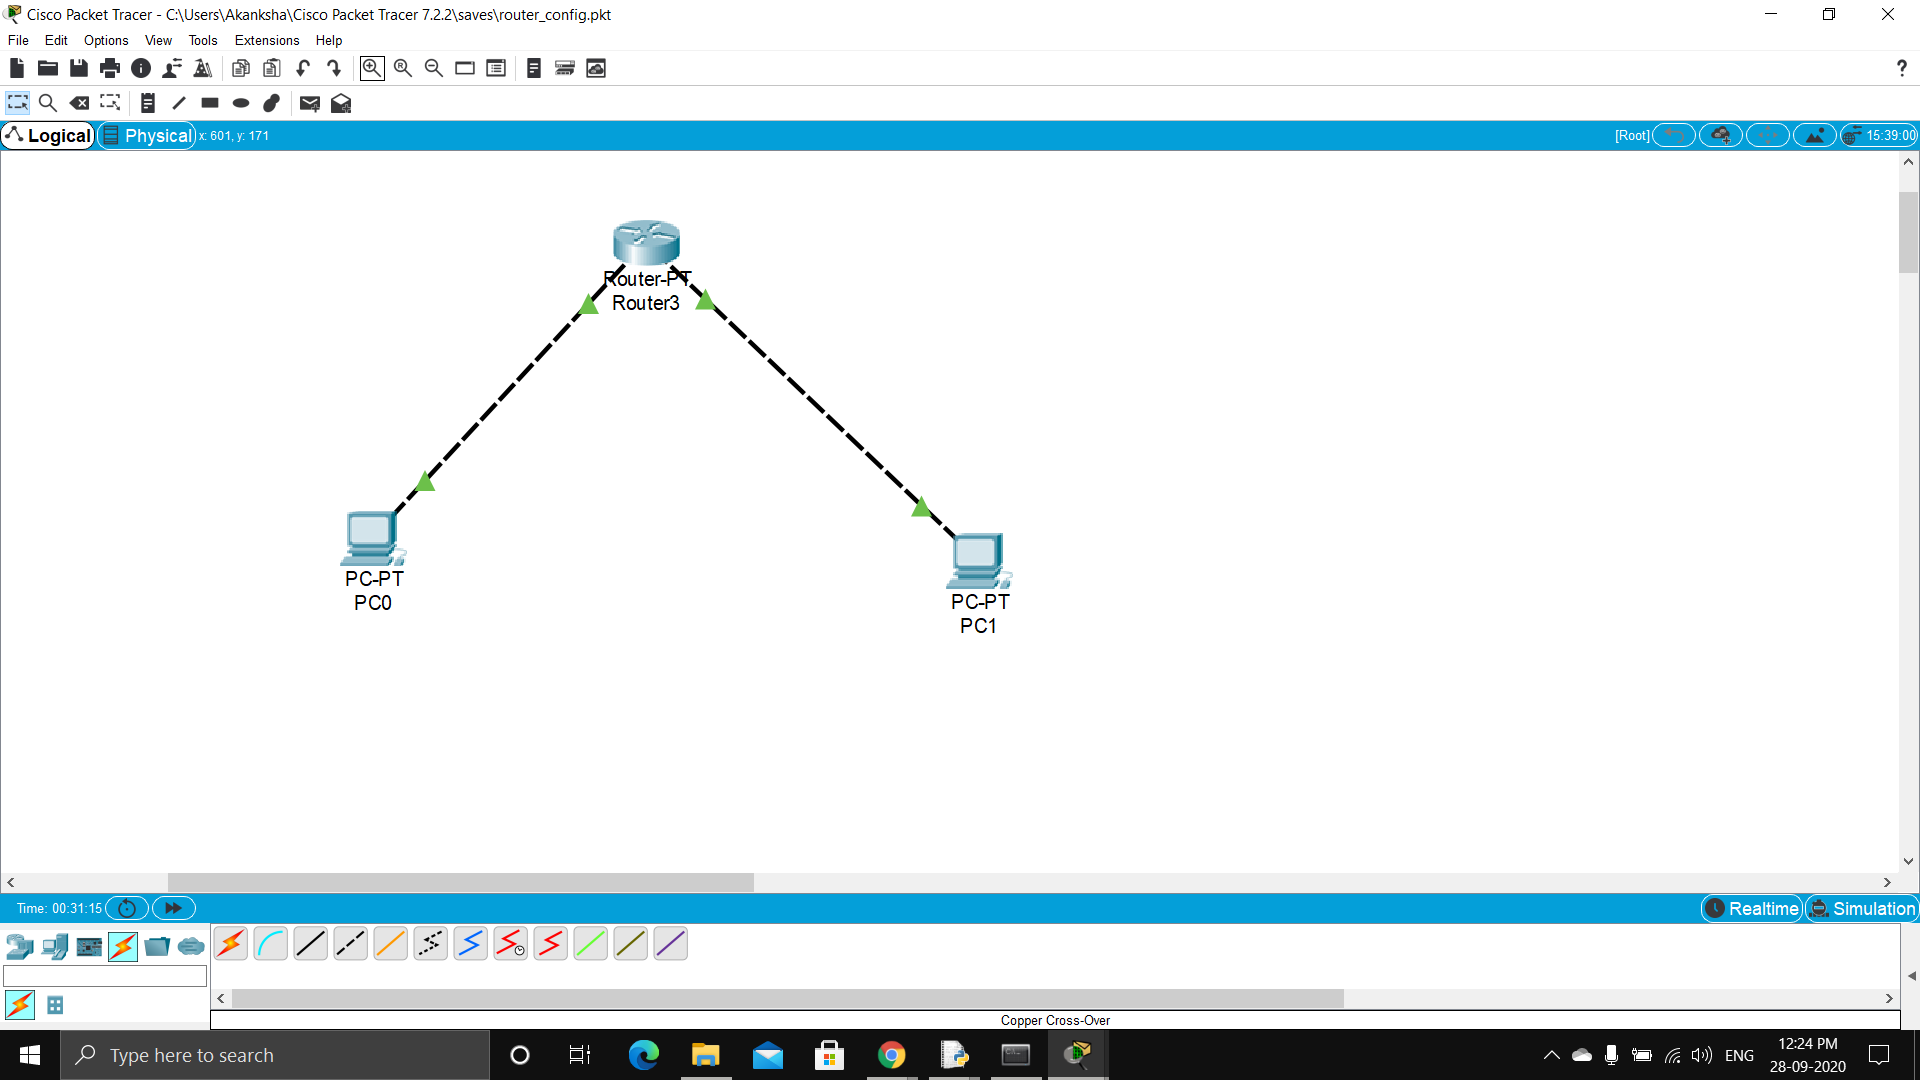 Cisco Packet Tracer - C:\Users\Akanksha\Cisco Packet Tracer 7.2.2\saves\router_config.pkt
File Edit Options View Tools Extensions Help
?
Logical Physical x: 601, y: 171 [Root] 15:39:00
Router-PT
Router3
PC-PT
PC0
PC-PT
PC1
Time: 00:31:15 Realtime Simulation
Copper Cross-Over
Type here to search
ENG
12:24 PM
28-09-2020